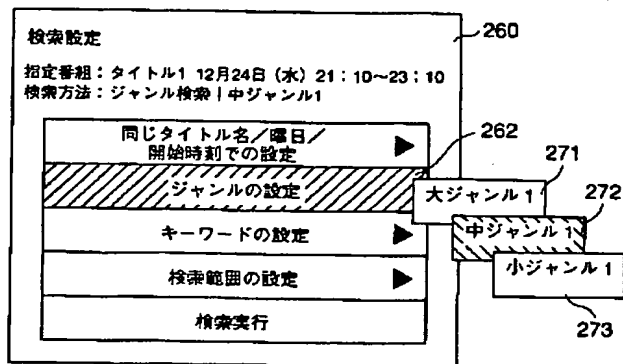 検索設定
260
指定番組：タイトル1 12月24日（水）21：10～23：10
検索方法：ジャンル検索｜中ジャンル1
同じタイトル名／曜日／
開始時刻での設定
262
271
ジャンルの設定
大ジャンル1
272
中ジャンル1
キーワードの設定
小ジャンル1
検索範囲の設定
273
検索実行